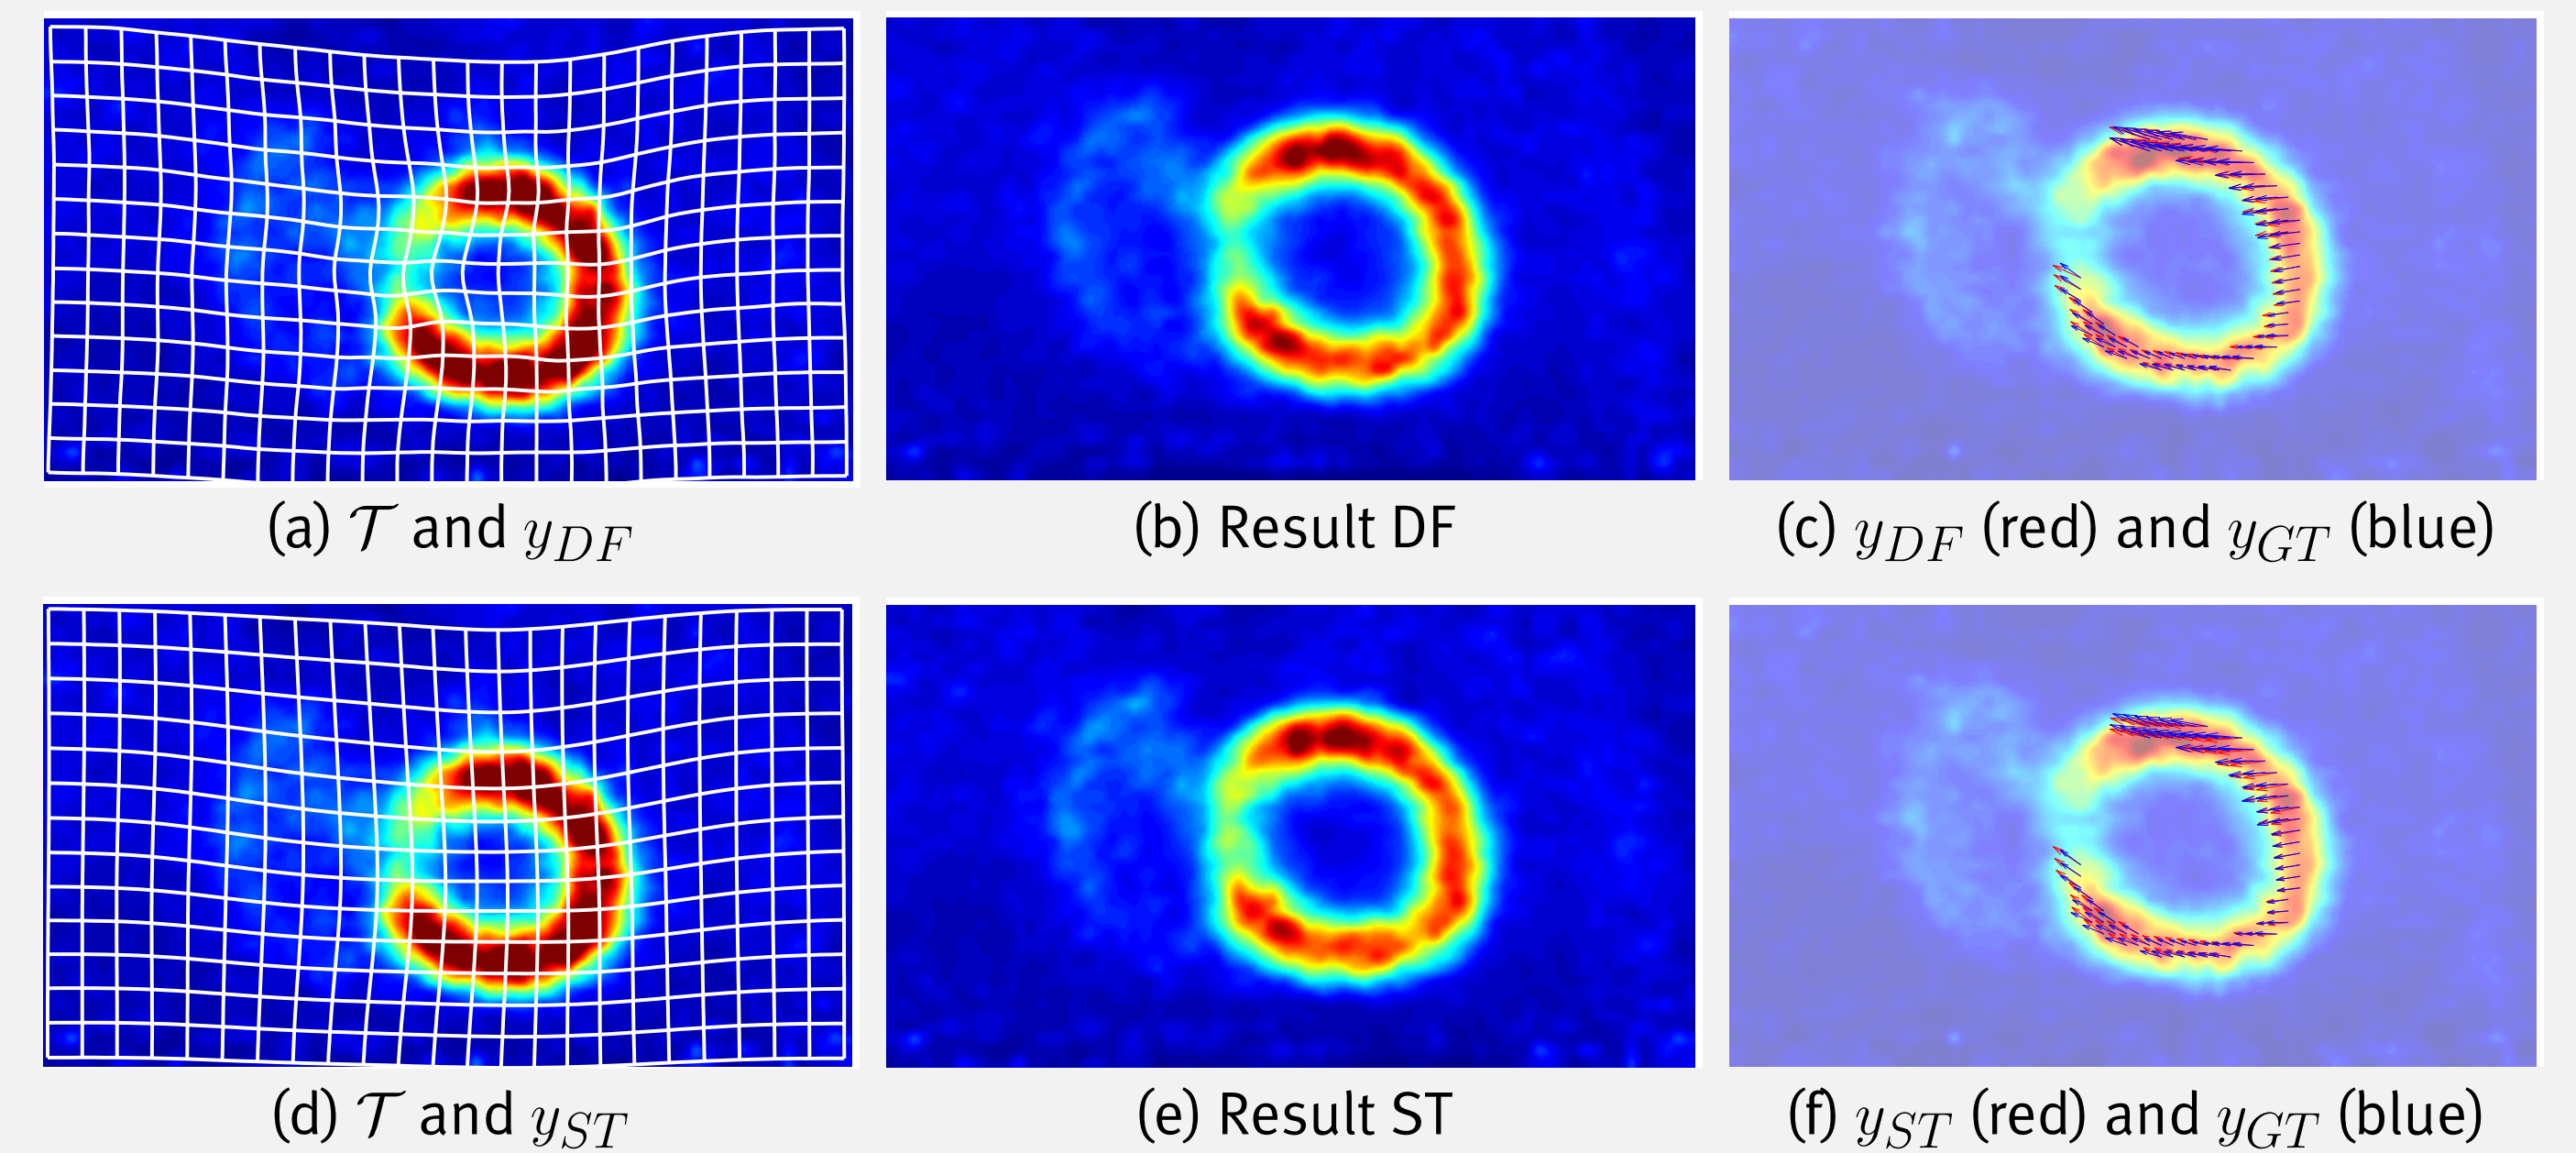 (a) 𝒯 and y_DF
(b) Result DF
(c) y_DF (red) and y_GT (blue)
(d) 𝒯 and y_ST
(e) Result ST
(f) y_ST (red) and y_GT (blue)